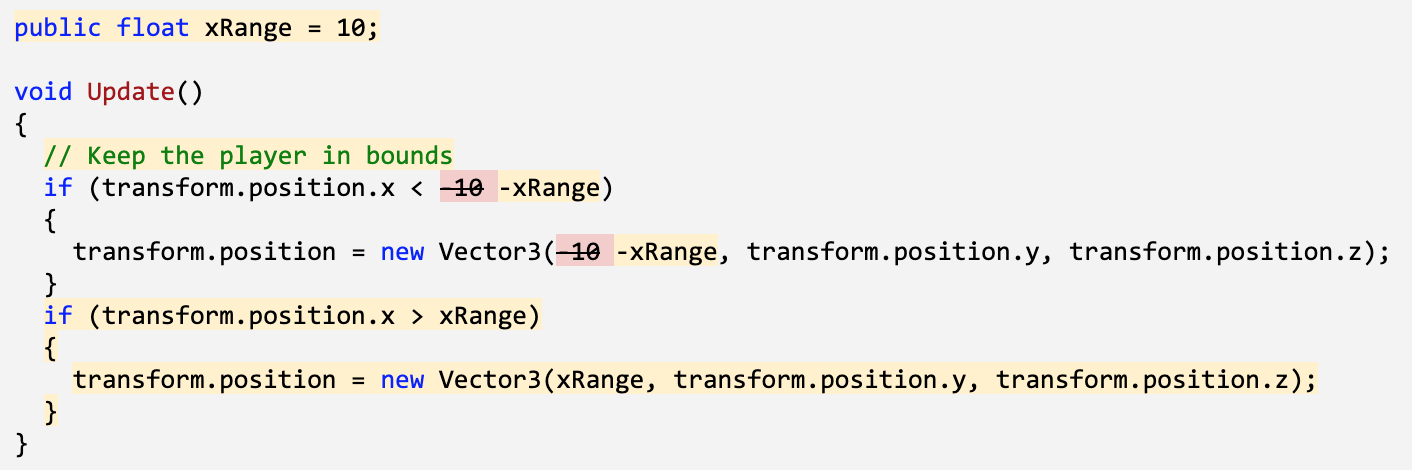 public float xRange = 10;
void Update()
{
// Keep the player in bounds
if (transform.position.x < -10 -xRange)
{
transform.position = new Vector3(-10 -xRange, transform.position.y, transform.position.z);
}
if (transform.position.x > xRange)
{
transform.position = new Vector3(xRange, transform.position.y, transform.position.z);
}
}